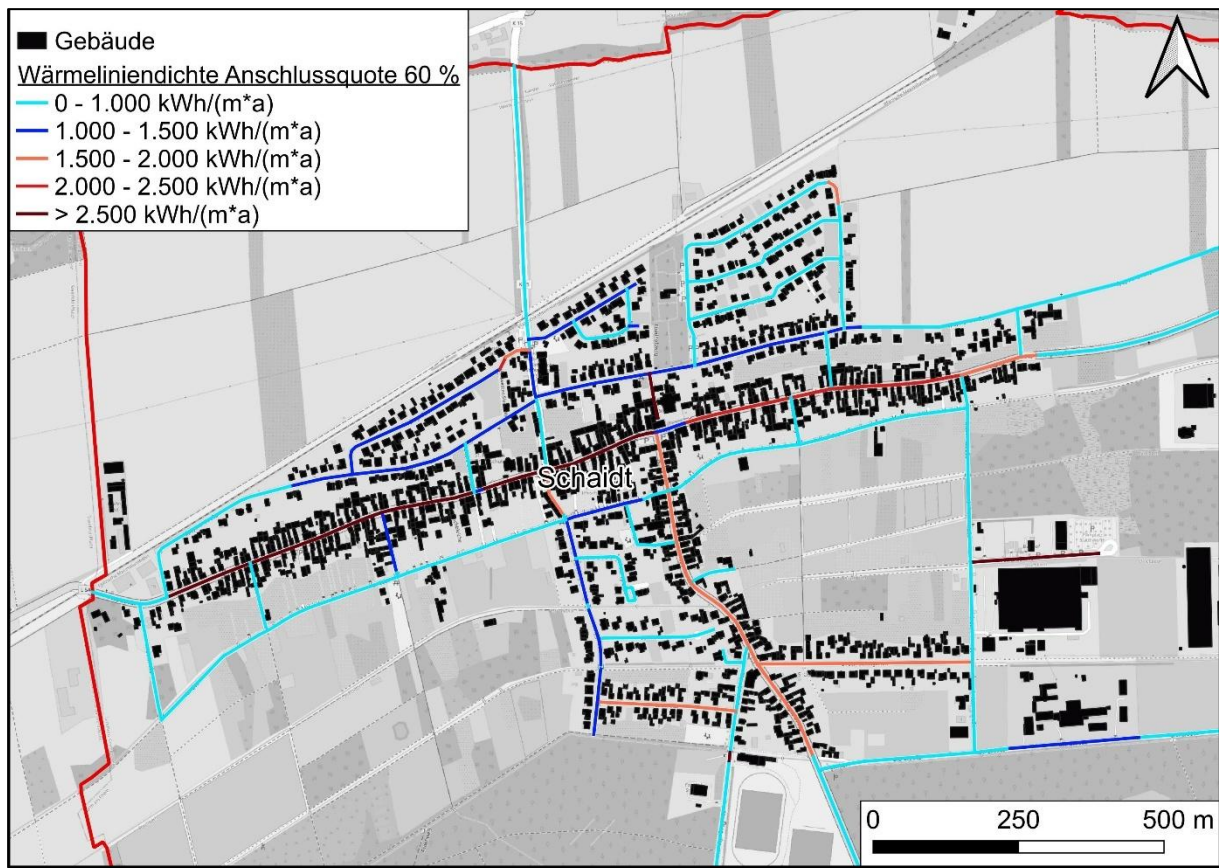 Gebäude
Wärmeliniendichte Anschlussquote 60 %
0 - 1.000 kWh/(m*a)
1.000 - 1.500 kWh/(m*a)
1.500 - 2.000 kWh/(m*a)
2.000 - 2.500 kWh/(m*a)
> 2.500 kWh/(m*a)
Schaidt
0 250 500 m